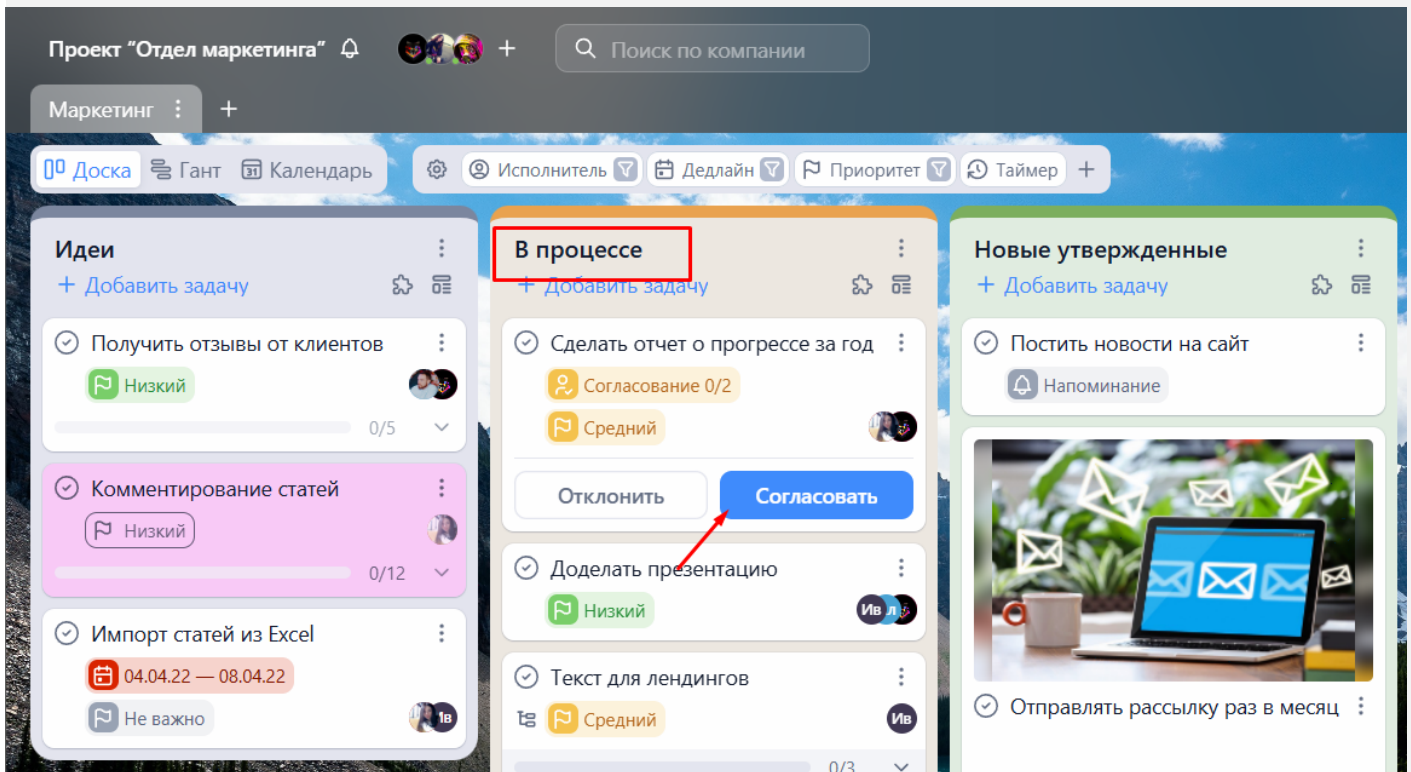 Проект “Отдел маркетинга”
Поиск по компании
Маркетинг
Доска Гант 31 Календарь
Исполнитель Дедлайн Приоритет Таймер
Идеи
+ Добавить задачу
Получить отзывы от клиентов
Низкий
0/5
Комментирование статей
Низкий
0/12
Импорт статей из Excel
04.04.22 — 08.04.22
Не важно
1в
В процессе
+ Добавить задачу
Сделать отчет о прогрессе за год
Согласование 0/2
Средний
Отклонить Согласовать
Доделать презентацию
Низкий
Ив л
Текст для лендингов
Средний
Ив
0/3
Новые утвержденные
+ Добавить задачу
Постить новости на сайт
Напоминание
Отправлять рассылку раз в месяц